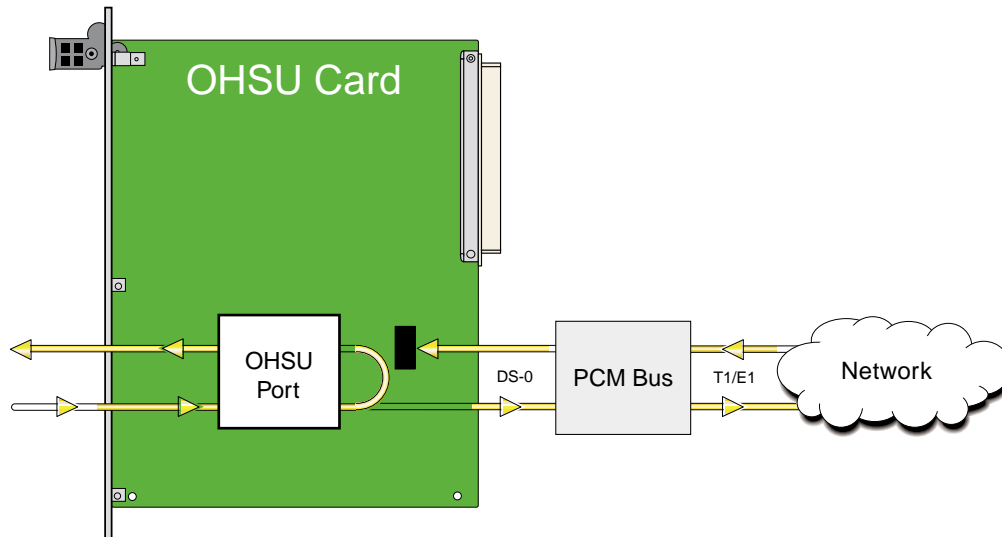 OHSU Card
OHSU
Port
DS-0
PCM Bus
T1/E1
Network